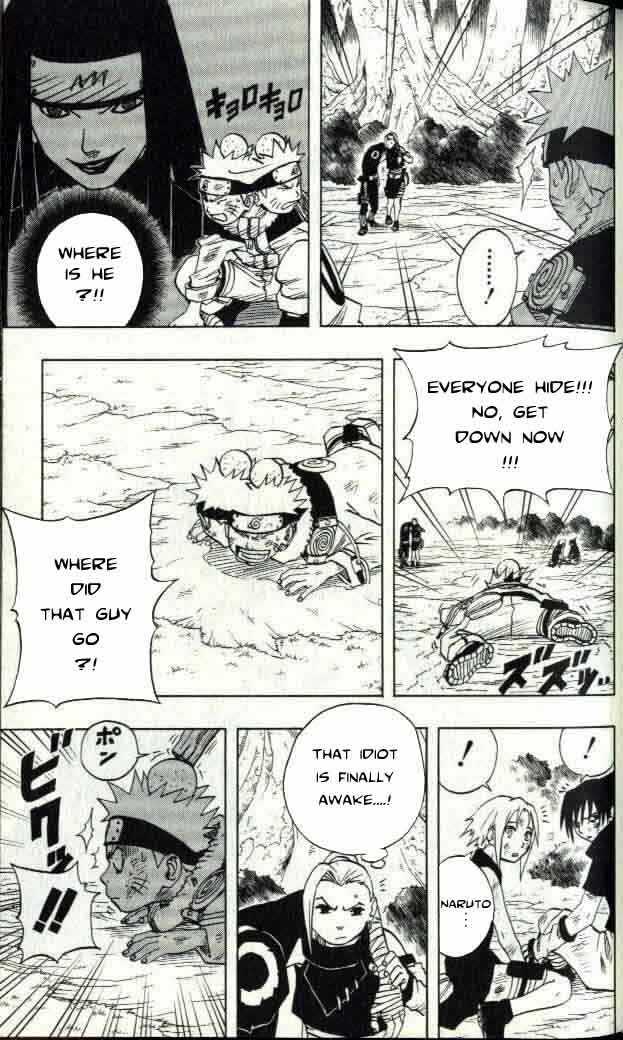 ......!
キョロキョロ
WHERE
IS HE
?!!
EVERYONE HIDE!!!
NO, GET
DOWN NOW
!!!
ズズッ..
WHERE
DID
THAT GUY
GO
?!
!
!
NARUTO
...
THAT IDIOT
IS FINALLY
AWAKE....!
ポン
ビクッ
!!